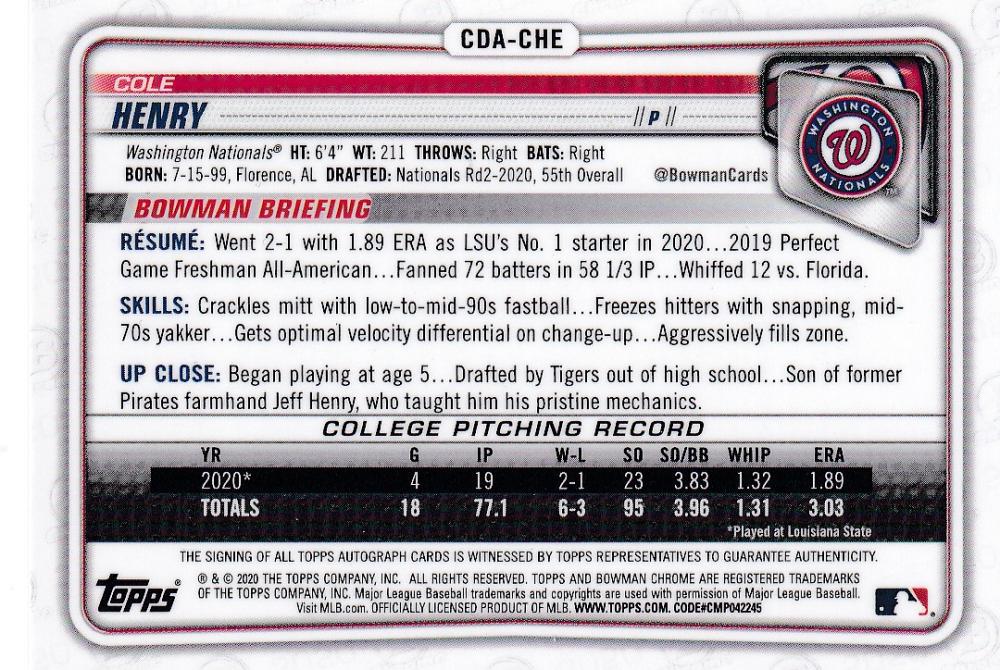 CDA-CHE
COLE
HENRY // P //
WASHINGTON NATIONALS W ™
Washington Nationals® HT: 6'4" WT: 211 THROWS: Right BATS: Right
BORN: 7-15-99, Florence, AL DRAFTED: Nationals Rd2-2020, 55th Overall @BowmanCards
BOWMAN BRIEFING
RÉSUMÉ: Went 2-1 with 1.89 ERA as LSU's No. 1 starter in 2020...2019 Perfect
Game Freshman All-American...Fanned 72 batters in 58 1/3 IP...Whiffed 12 vs. Florida.
SKILLS: Crackles mitt with low-to-mid-90s fastball...Freezes hitters with snapping, mid-
70s yakker...Gets optimal velocity differential on change-up...Aggressively fills zone.
UP CLOSE: Began playing at age 5...Drafted by Tigers out of high school...Son of former
Pirates farmhand Jeff Henry, who taught him his pristine mechanics.
COLLEGE PITCHING RECORD
YR G IP W-L SO SO/BB WHIP ERA
2020* 4 19 2-1 23 3.83 1.32 1.89
TOTALS 18 77.1 6-3 95 3.96 1.31 3.03
*Played at Louisiana State
THE SIGNING OF ALL TOPPS AUTOGRAPH CARDS IS WITNESSED BY TOPPS REPRESENTATIVES TO GUARANTEE AUTHENTICITY.
topps®
® & © 2020 THE TOPPS COMPANY, INC. ALL RIGHTS RESERVED. TOPPS AND BOWMAN CHROME ARE REGISTERED TRADEMARKS
OF THE TOPPS COMPANY, INC. Major League Baseball trademarks and copyrights are used with permission of Major League Baseball.
Visit MLB.com. OFFICIALLY LICENSED PRODUCT OF MLB. WWW.TOPPS.COM. CODE#CMP042245